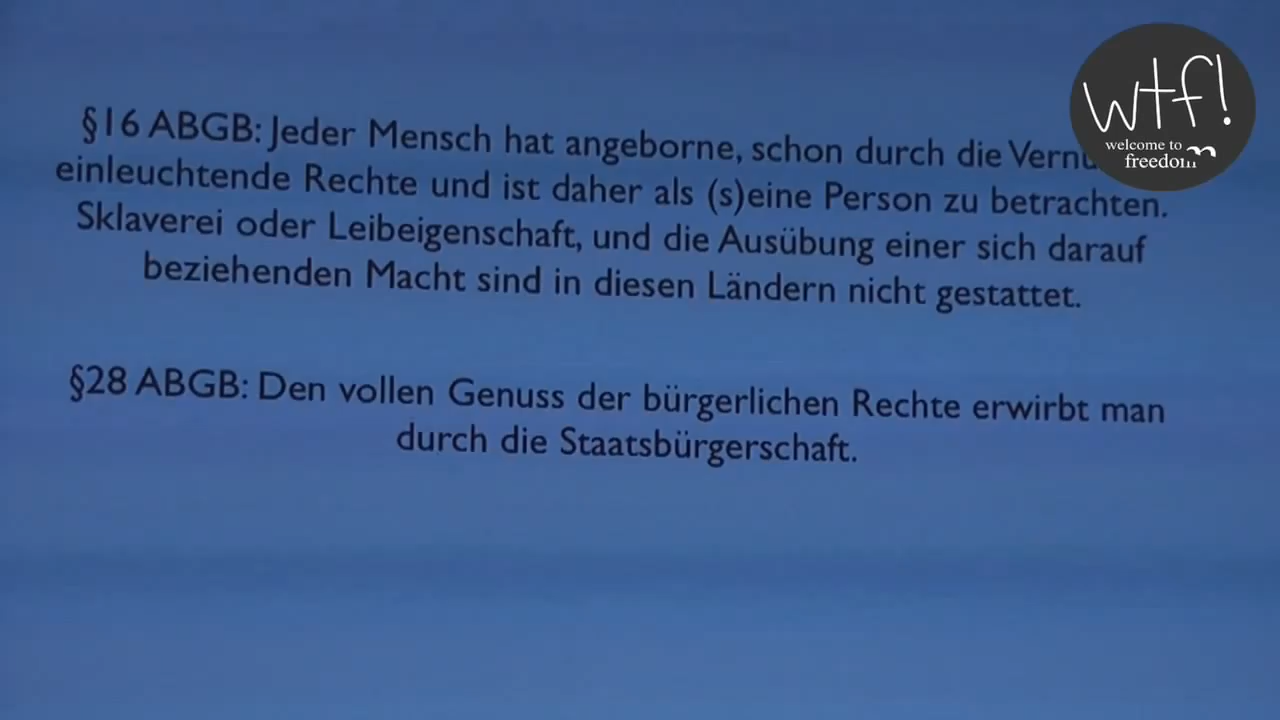 wtf!
welcome to
freedom
§16 ABGB: Jeder Mensch hat angeborne, schon durch die
einleuchtende Rechte und ist daher als (s)eine Person zu betrachten.
Sklaverei oder Leibeigenschaft, und die Ausübung einer sich darauf
beziehenden Macht sind in diesen Ländern nicht gestattet.
§28 ABGB: Den vollen Genuss der bürgerlichen Rechte erwirbt man
durch die Staatsbürgerschaft.